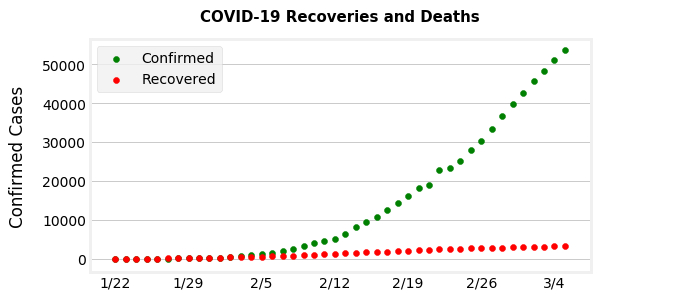 COVID-19 Recoveries and Deaths
Confirmed
Recovered
Confirmed Cases
50000
40000
30000
20000
10000
0
1/22 1/29 2/5 2/12 2/19 2/26 3/4